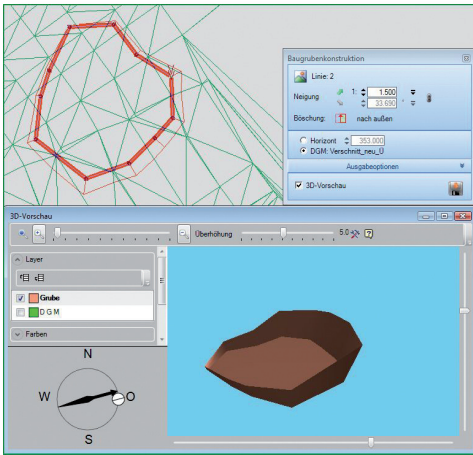 Baugrubenkonstruktion
Linie: 2
Neigung 1: 1.500
33.690 °
Böschung: nach außen
Horizont 353.000
DGM: Verschnitt_neu_Ü
Ausgabeoptionen
3D-Vorschau
3D-Vorschau
Überhöhung 5.0
Layer
Grube
D G M
Farben
N
W O
S